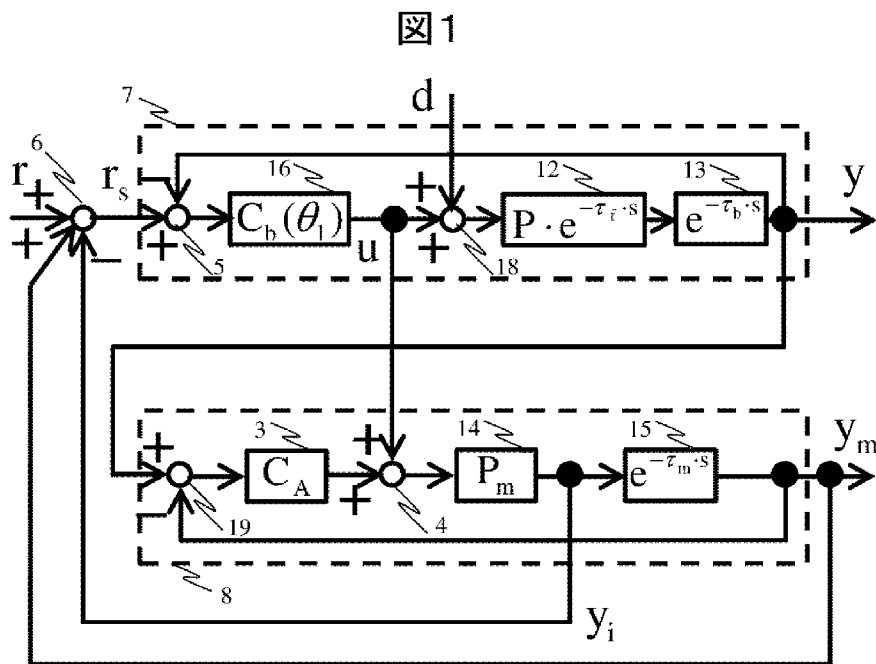 図1
7
d
6
r
+
+
−
r_s
−
+
5
16
C_b(θ_1)
u
+
+
18
12
P · e^{-τ_i·s}
13
e^{-τ_b·s}
y
+
−
19
3
C_A
+
+
4
14
P_m
15
e^{-τ_m·s}
y_m
8
y_i